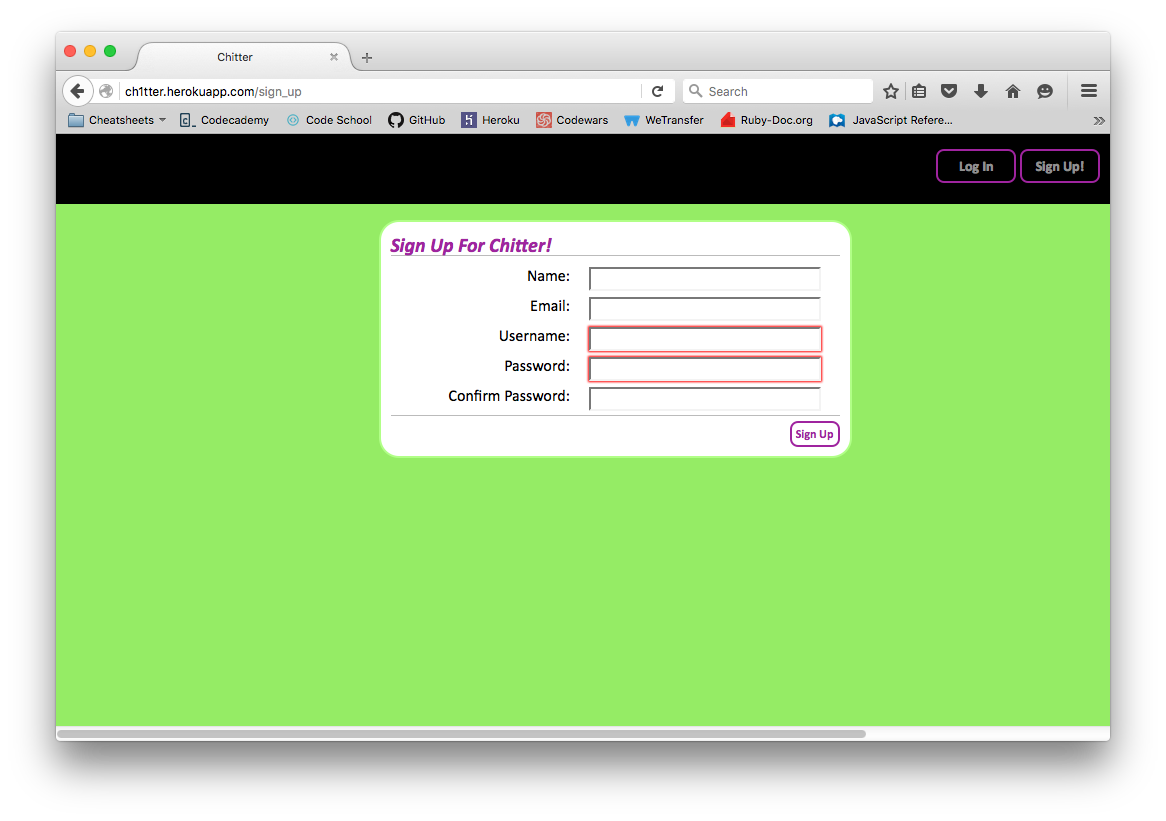 Chitter
ch1tter.herokuapp.com/sign_up
Search
Cheatsheets
Codecademy
Code School
GitHub
Heroku
Codewars
WeTransfer
Ruby-Doc.org
JavaScript Refere...
Log In
Sign Up!
Sign Up For Chitter!
Name:
Email:
Username:
Password:
Confirm Password:
Sign Up